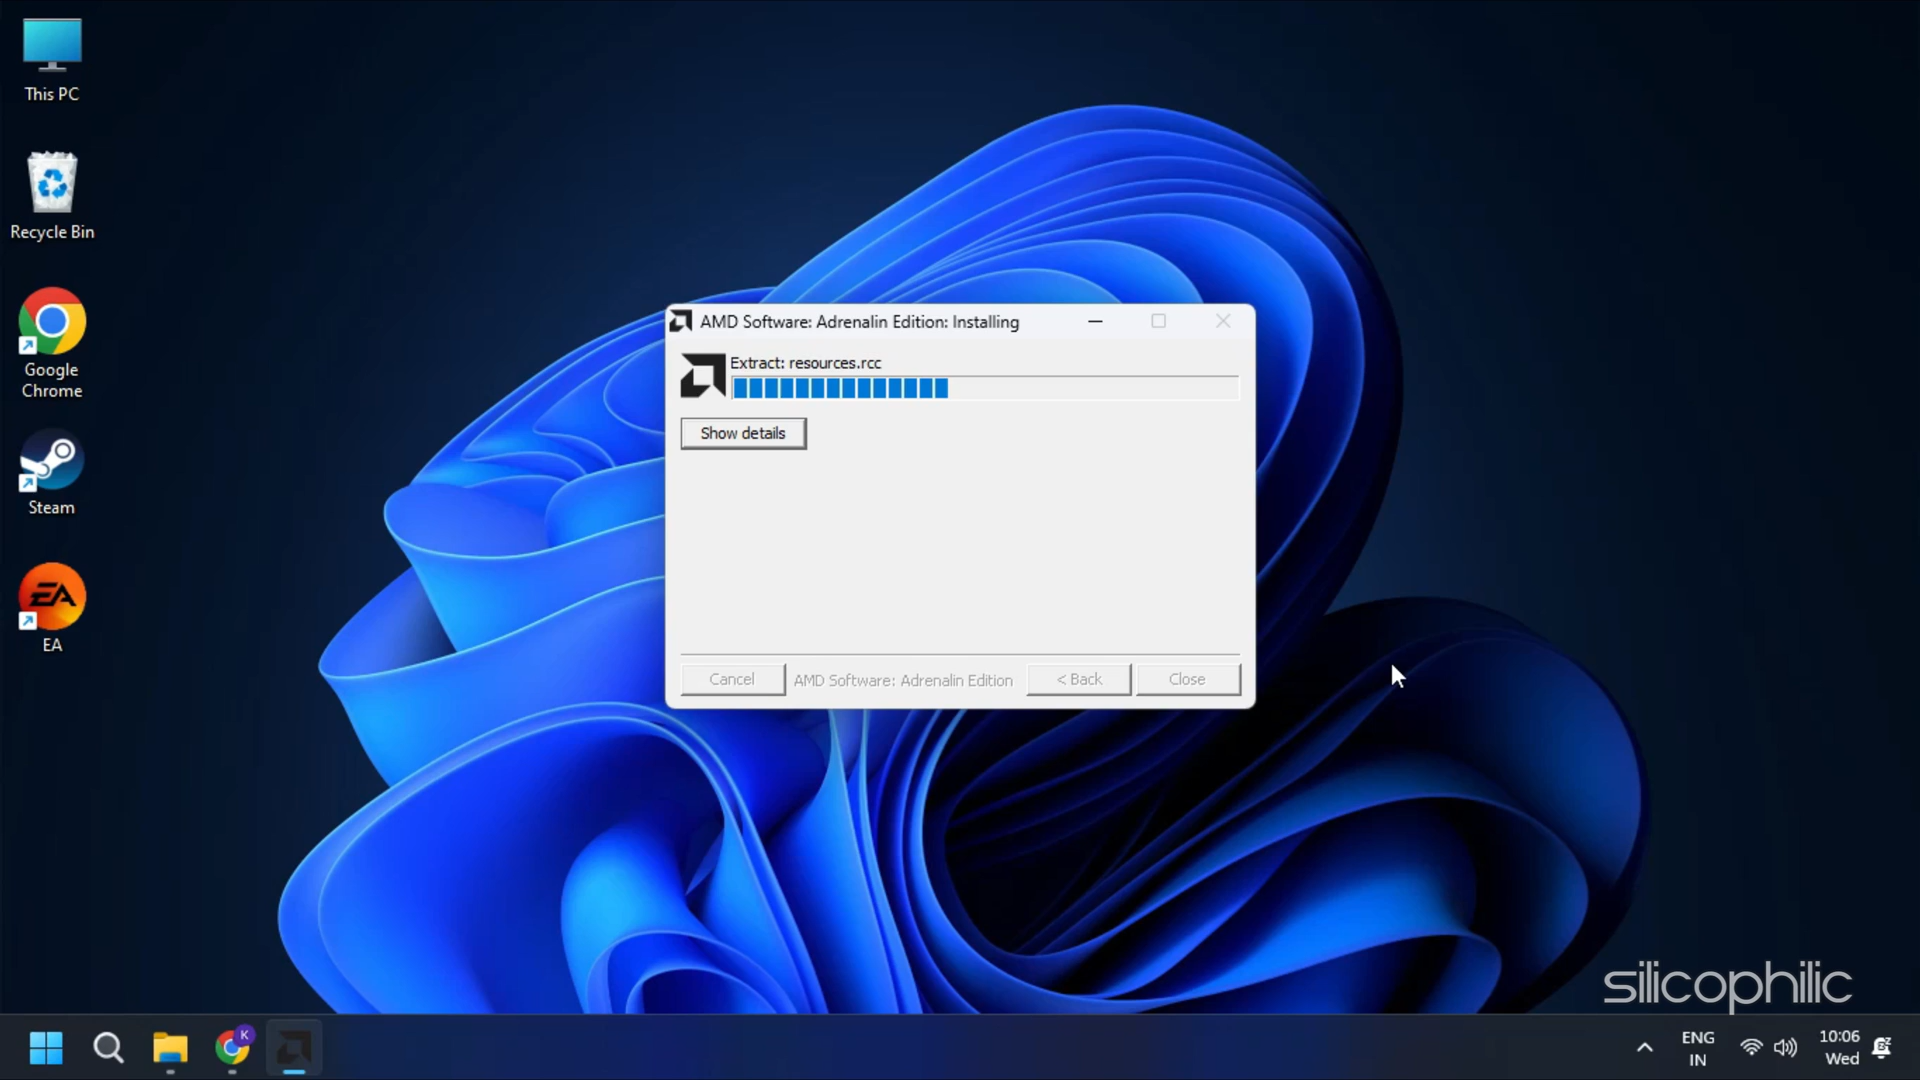 This PC
Recycle Bin
Google
Chrome
Steam
EA
EA
AMD Software: Adrenalin Edition: Installing
Extract: resources.rcc
Show details
Cancel
AMD Software: Adrenalin Edition
< Back
Close
silicophilic
K
ENG
IN
10:06
Wed